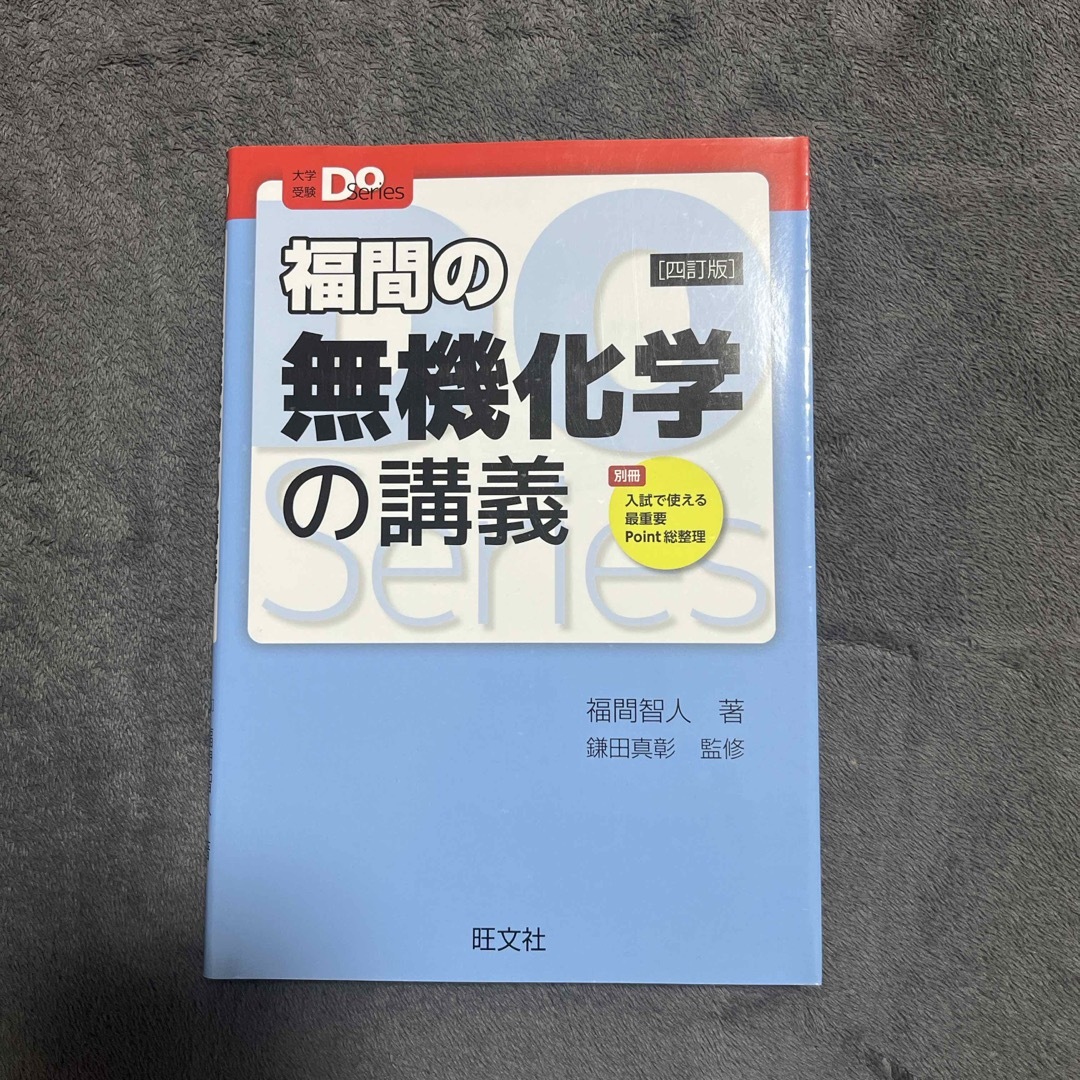 大学
受験
Do Series
福間の
[四訂版]
無機化学
の講義
別冊
入試で使える
最重要
Point 総整理
DO
Series
福間智人 著
鎌田真彰 監修
旺文社